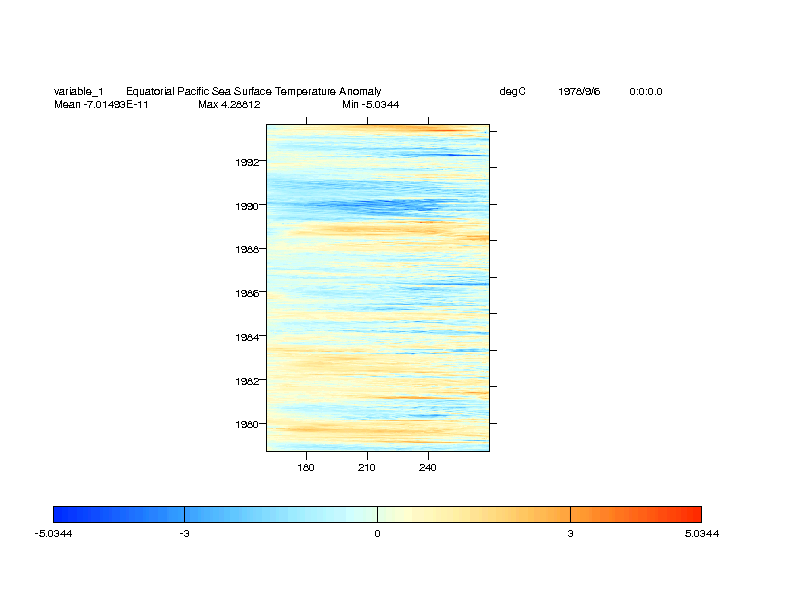 variable_1 Equatorial Pacific Sea Surface Temperature Anomaly degC 1978/9/6 0:0:0.0
Mean -7.01493E-11 Max 4.28812 Min -5.0344
1992
1990
1988
1986
1984
1982
1980
180 210 240
-5.0344 -3 0 3 5.0344